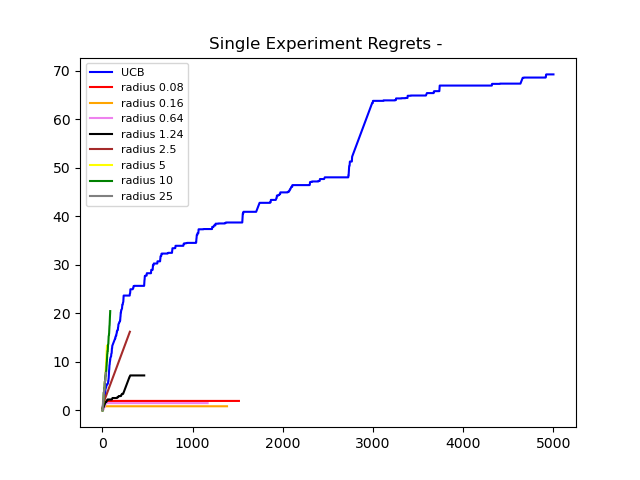 Single Experiment Regrets -
70
60
50
40
30
20
10
0
UCB
radius 0.08
radius 0.16
radius 0.64
radius 1.24
radius 2.5
radius 5
radius 10
radius 25
0 1000 2000 3000 4000 5000